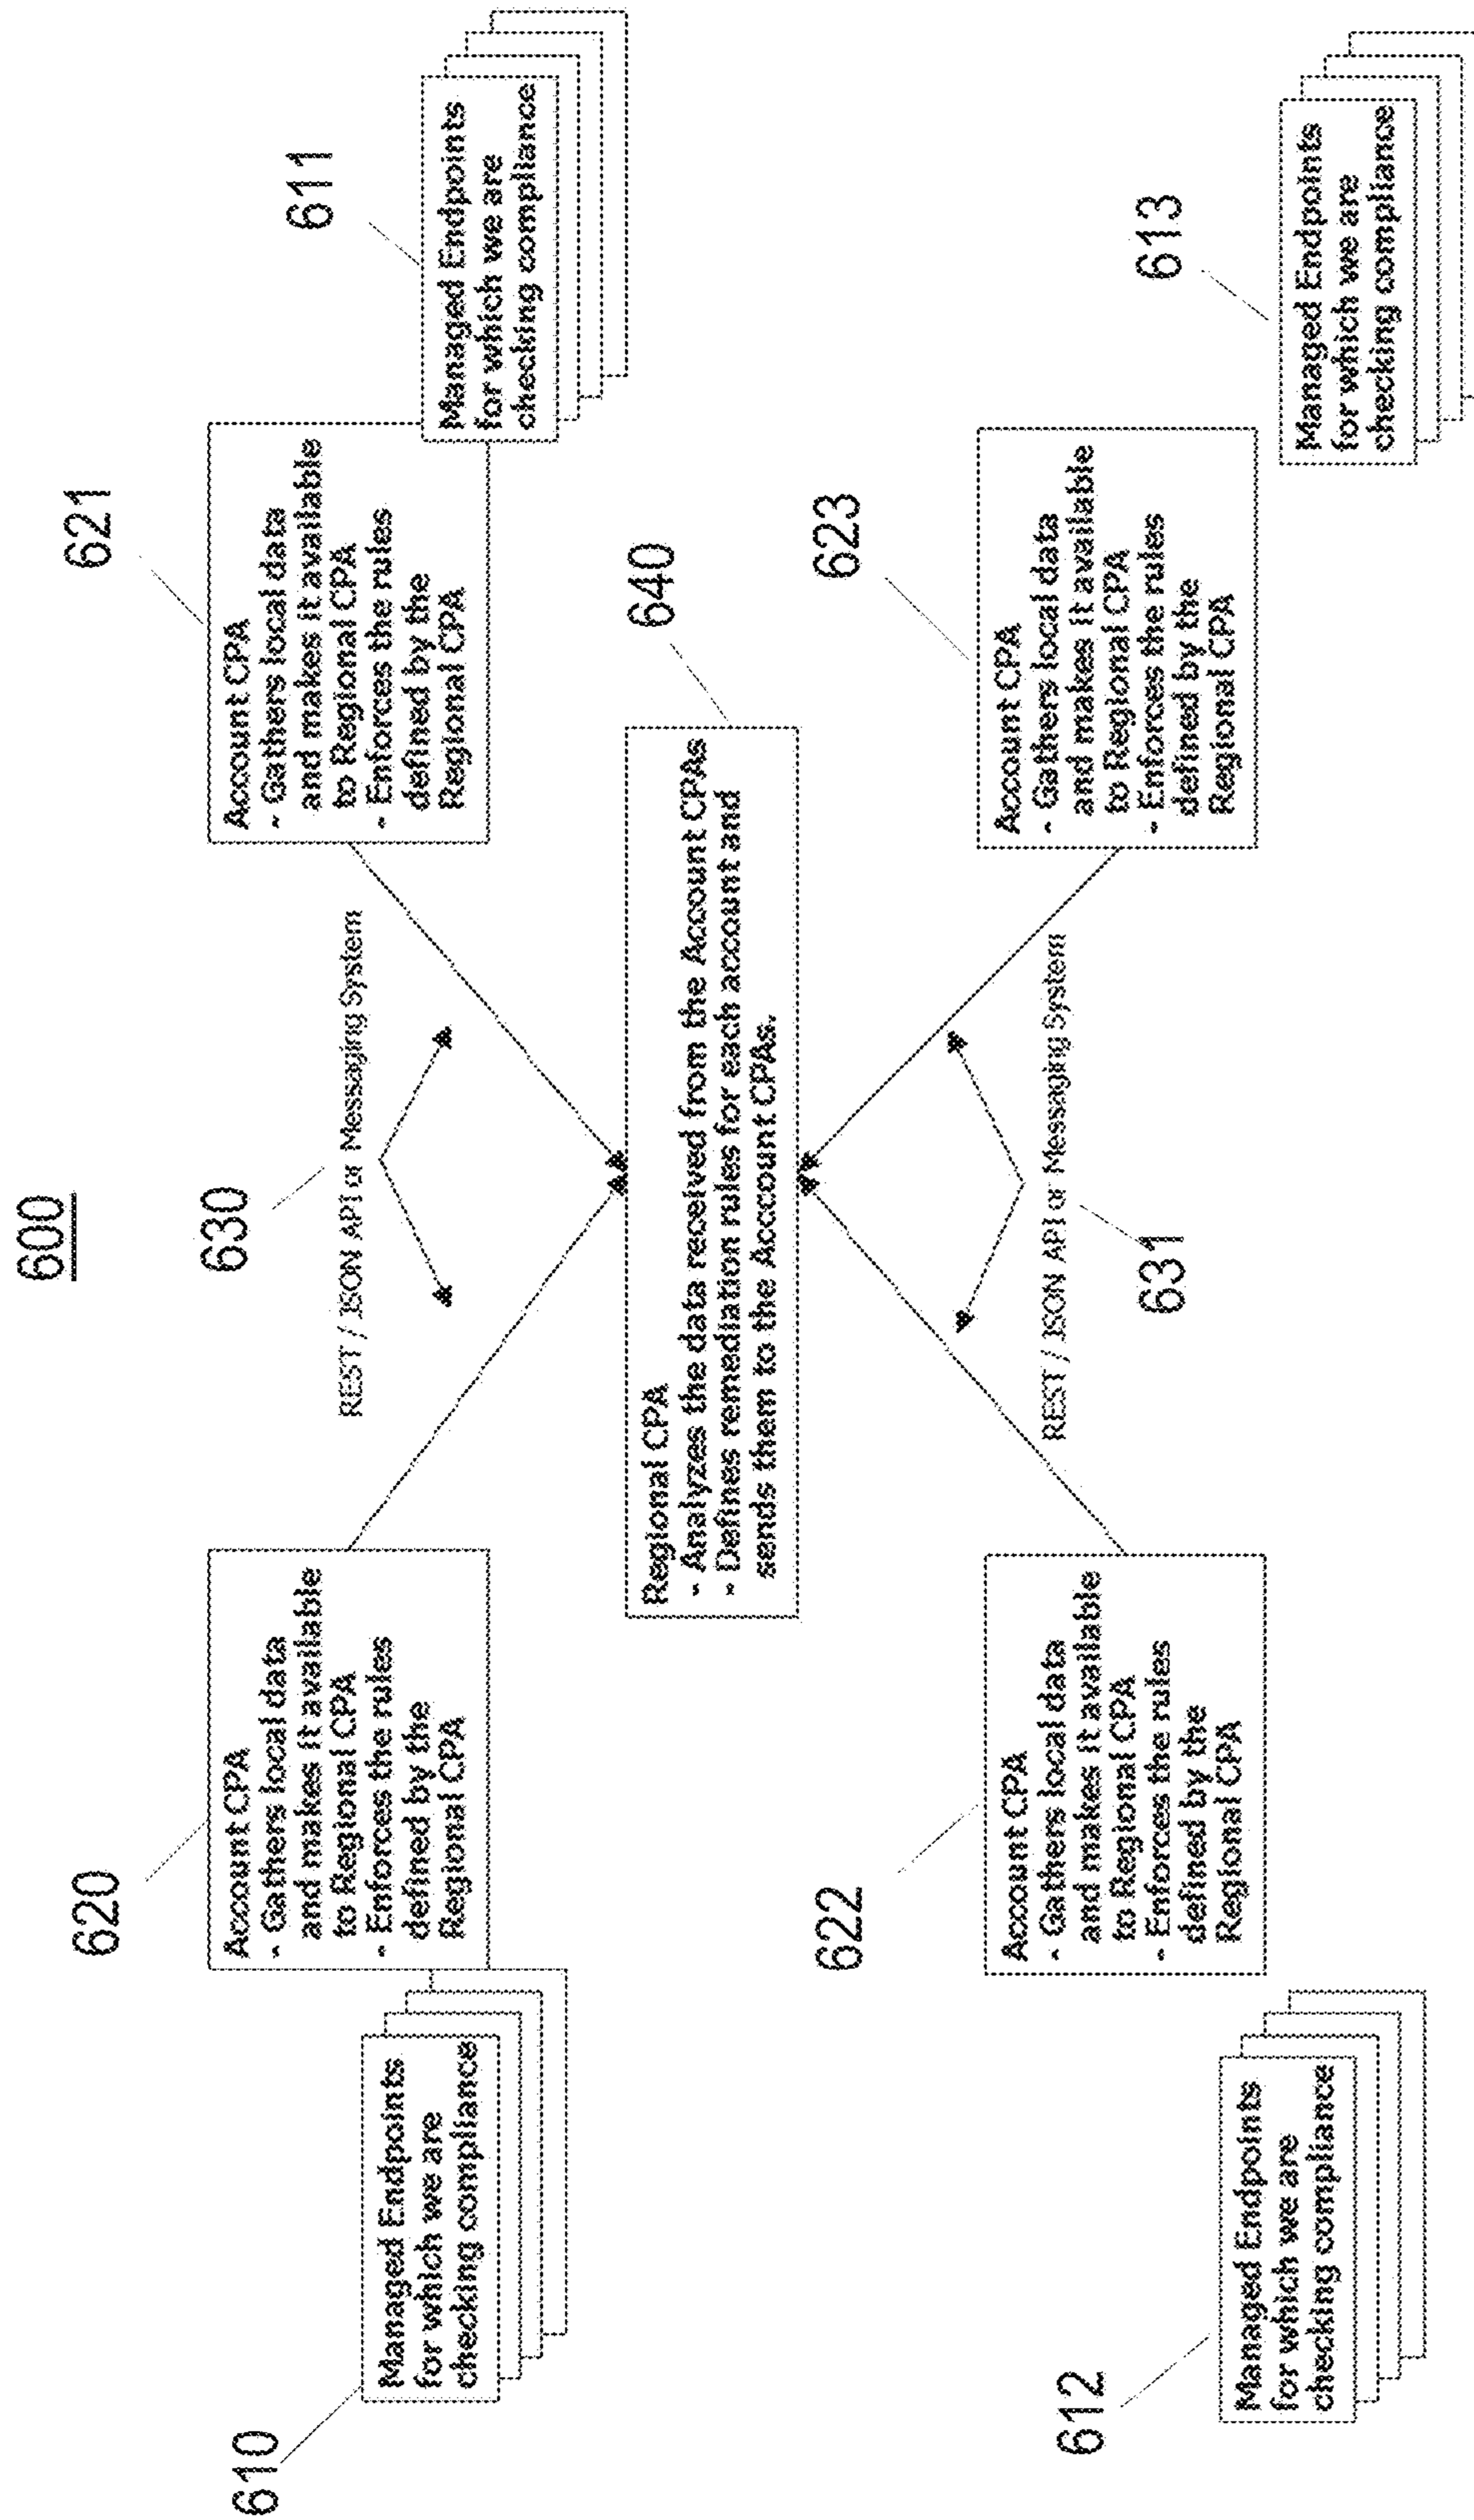 600
620
Account CPA
- Gathers local data
and makes it available
to Regional CPA
- Enforces the rules
defined by the
Regional CPA
610
Managed Endpoints
for which we are
checking compliance
630
REST / JSON API or Messaging System
621
Account CPA
- Gathers local data
and makes it available
to Regional CPA
- Enforces the rules
defined by the
Regional CPA
611
Managed Endpoints
for which we are
checking compliance
640
Regional CPA
- Analyzes the data received from the Account CPAs
- Defines remediation rules for each account and
sends them to the Account CPAs.
622
Account CPA
- Gathers local data
and makes it available
to Regional CPA
- Enforces the rules
defined by the
Regional CPA
612
Managed Endpoints
for which we are
checking compliance
REST / JSON API or Messaging System
631
623
Account CPA
- Gathers local data
and makes it available
to Regional CPA
- Enforces the rules
defined by the
Regional CPA
613
Managed Endpoints
for which we are
checking compliance